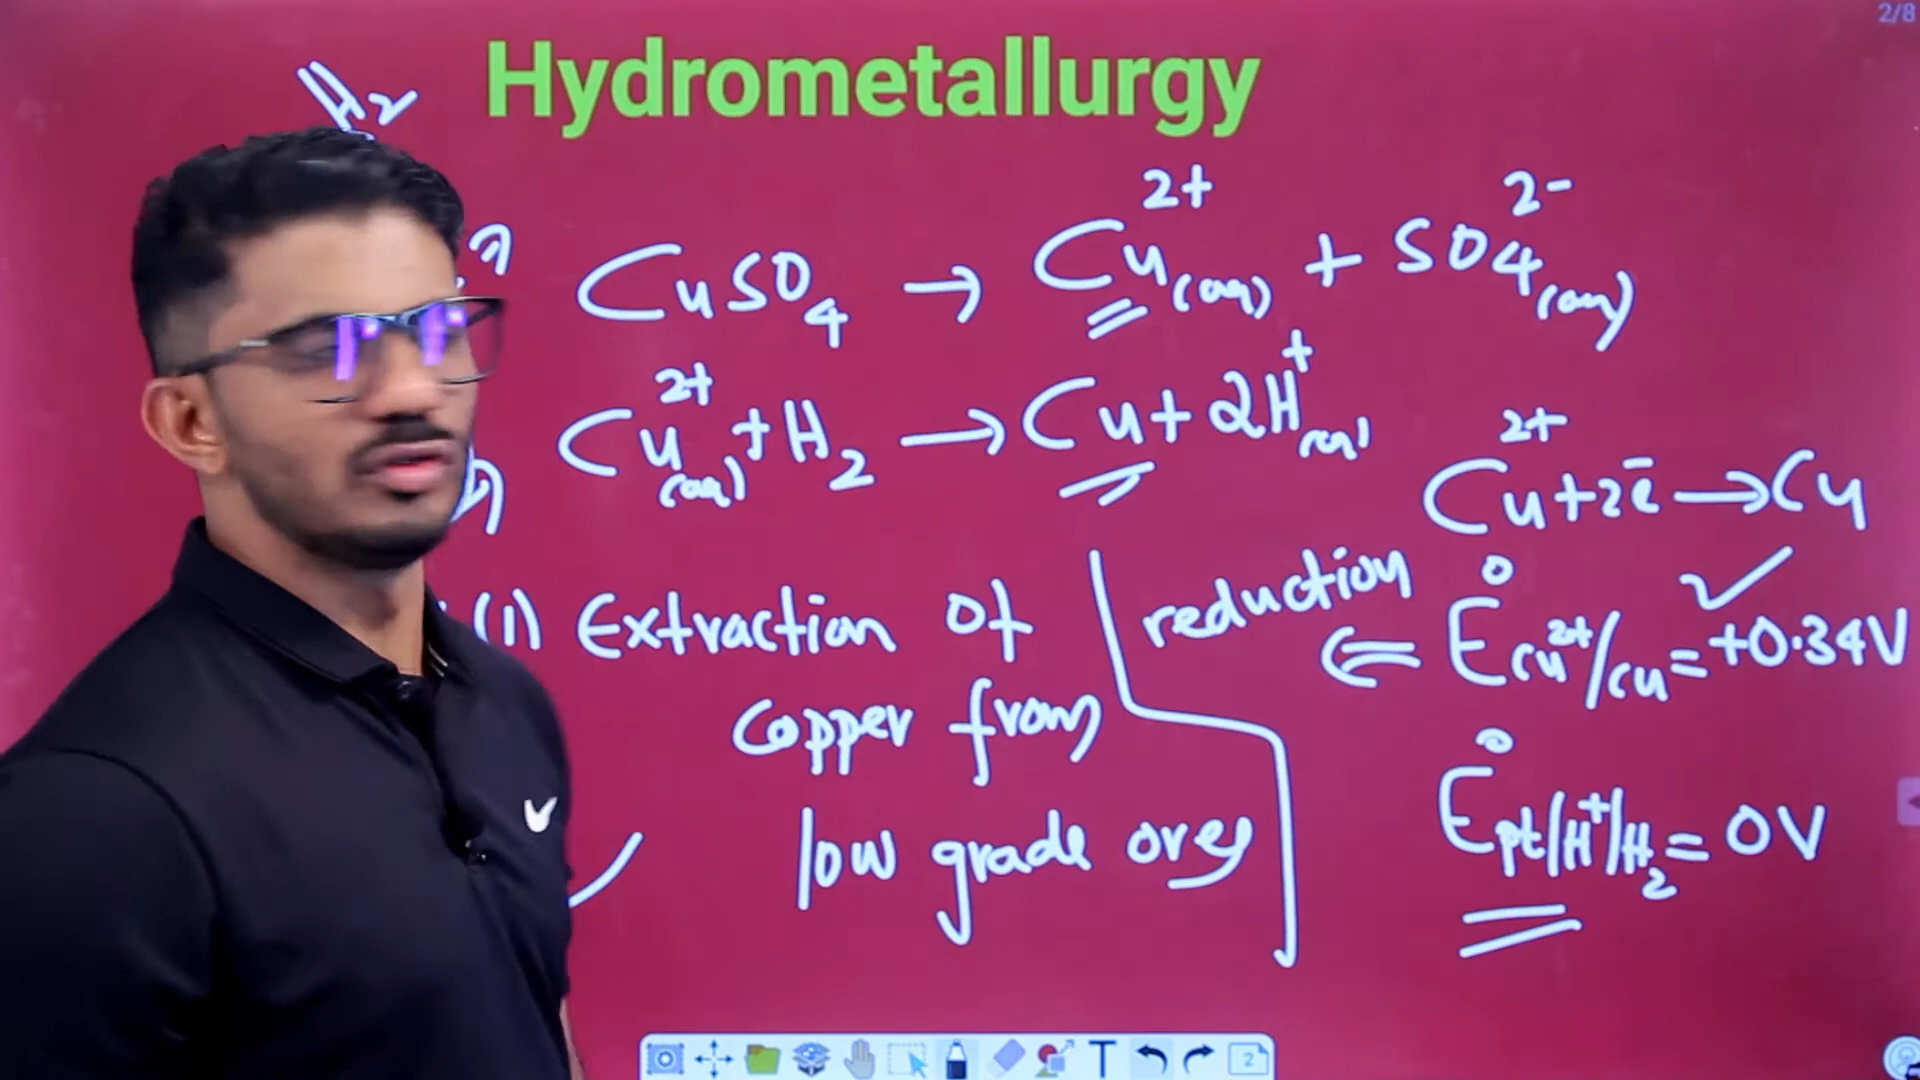 2/8
H2
Hydrometallurgy
CuSO4 → Cu2+(aq) + SO42-(aq)
Cu2+(aq) + H2 → Cu + 2H+(aq)
Cu2+ + 2e- → Cu
(1) Extraction of
copper from
low grade ores
reduction
⇐ E°Cu2+/Cu = +0.34V
E°Pt/H+/H2 = 0V
T
2